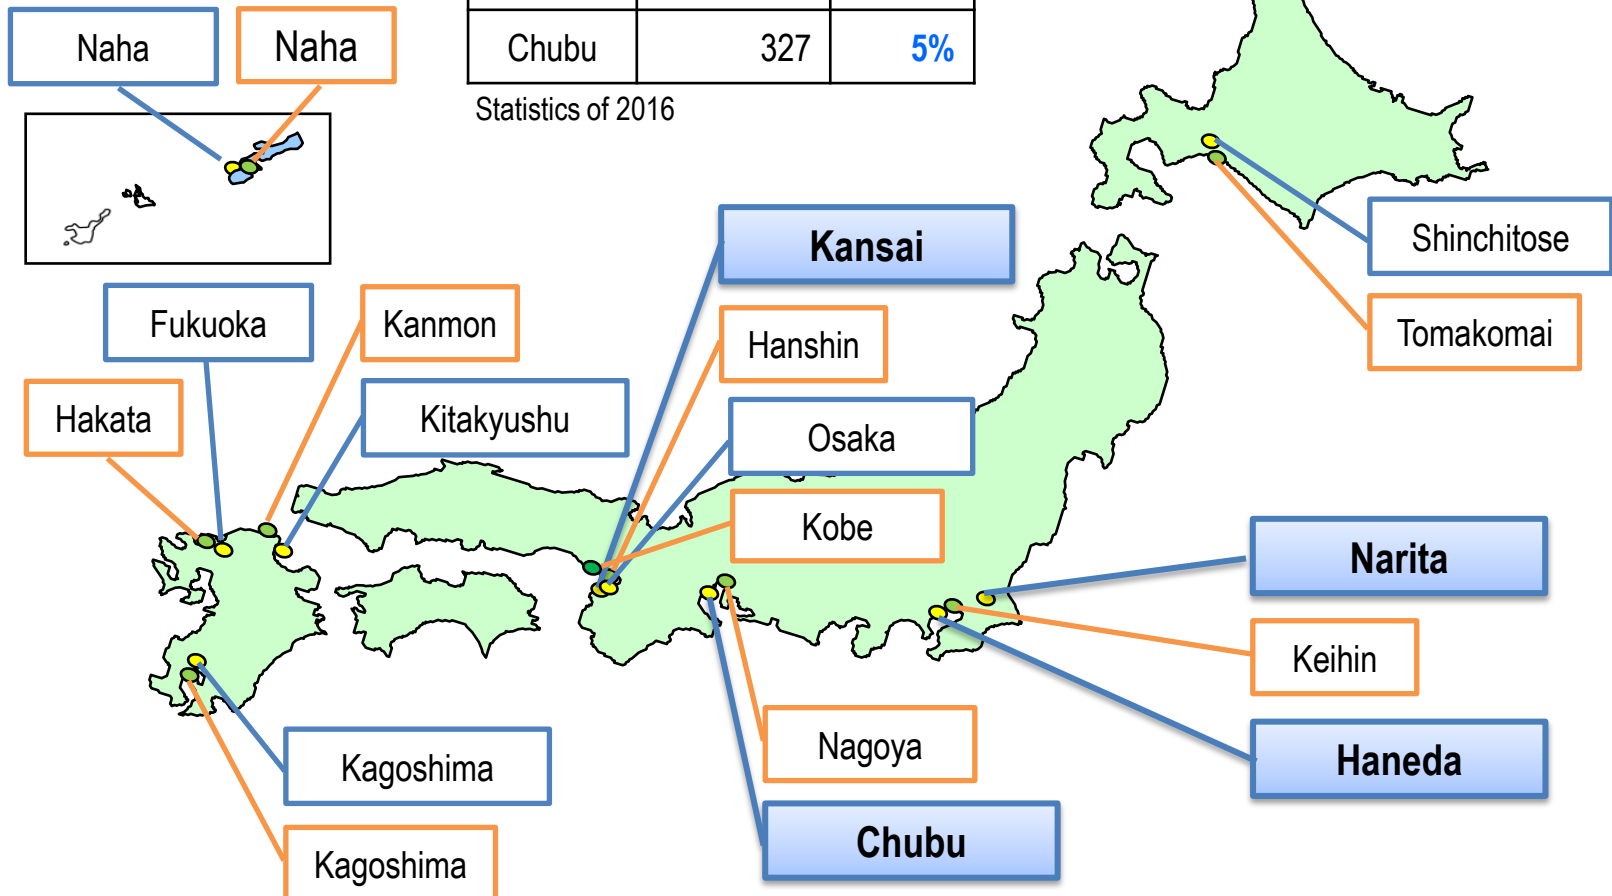 Naha
Naha
Chubu 327 5%
Statistics of 2016
Kansai
Shinchitose
Fukuoka
Kanmon
Hanshin
Tomakomai
Hakata
Kitakyushu
Osaka
Kobe
Narita
Keihin
Nagoya
Kagoshima
Haneda
Chubu
Kagoshima